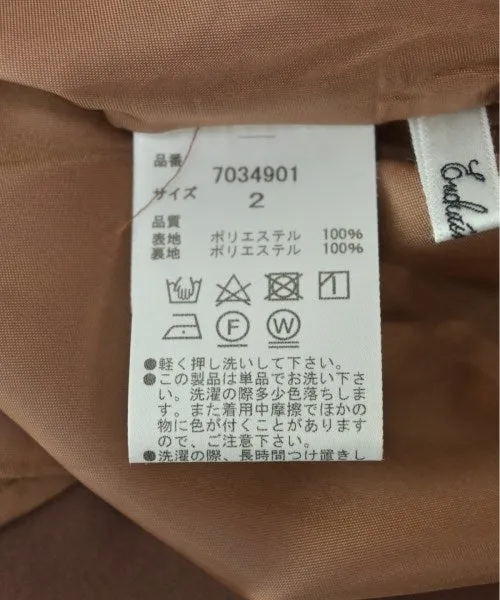 品番 7034901
サイズ 2
品質
表地 ポリエステル 100%
裏地 ポリエステル 100%
F W
●軽く押し洗いして下さい。
●この製品は単品でお洗い下さ
い。洗濯の際多少色落ちしま
す。また着用中摩擦でほかの
物に色が付くことがあります
ので、ご注意下さい。
●洗濯の際、長時間つけ置きし